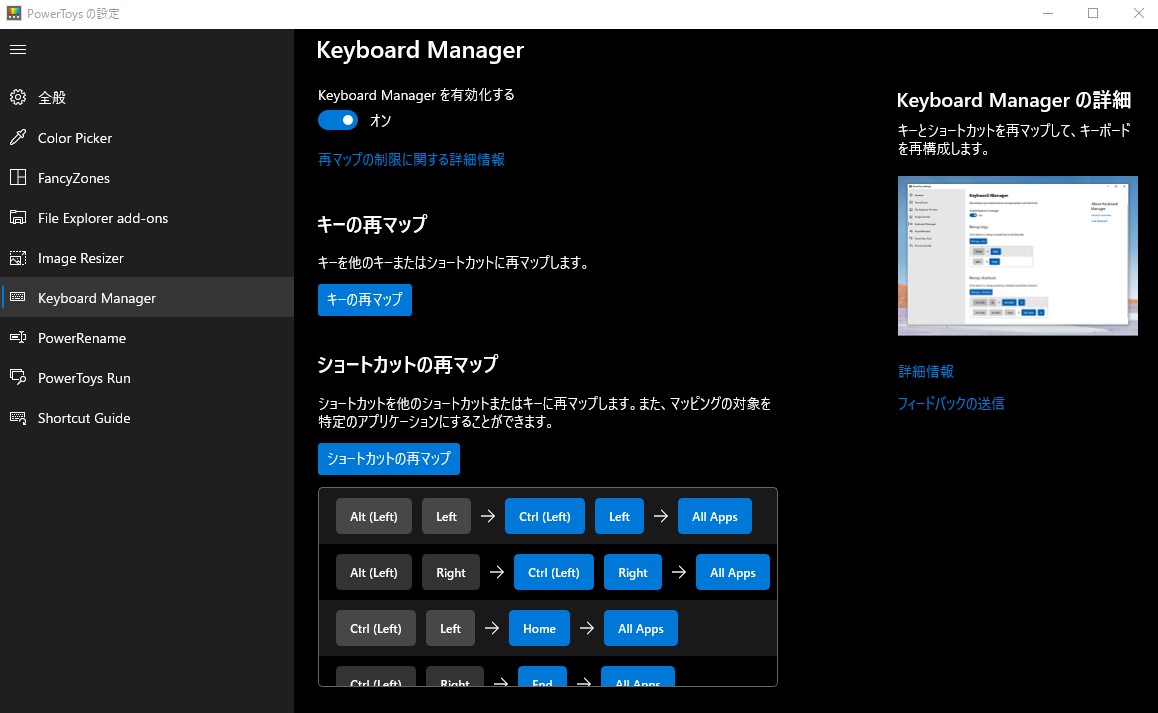 PowerToys の設定
全般
Color Picker
FancyZones
File Explorer add-ons
Image Resizer
Keyboard Manager
PowerRename
PowerToys Run
Shortcut Guide
Keyboard Manager
Keyboard Manager を有効化する
オン
再マップの制限に関する詳細情報
キーの再マップ
キーを他のキーまたはショートカットに再マップします。
キーの再マップ
ショートカットの再マップ
ショートカットを他のショートカットまたはキーに再マップします。また、マッピングの対象を
特定のアプリケーションにすることができます。
ショートカットの再マップ
Alt (Left) Left → Ctrl (Left) Left → All Apps
Alt (Left) Right → Ctrl (Left) Right → All Apps
Ctrl (Left) Left → Home → All Apps
Ctrl (Left) Right → End → All Apps
Keyboard Manager の詳細
キーとショートカットを再マップして、キーボード
を再構成します。
Keyboard Manager
詳細情報
フィードバックの送信